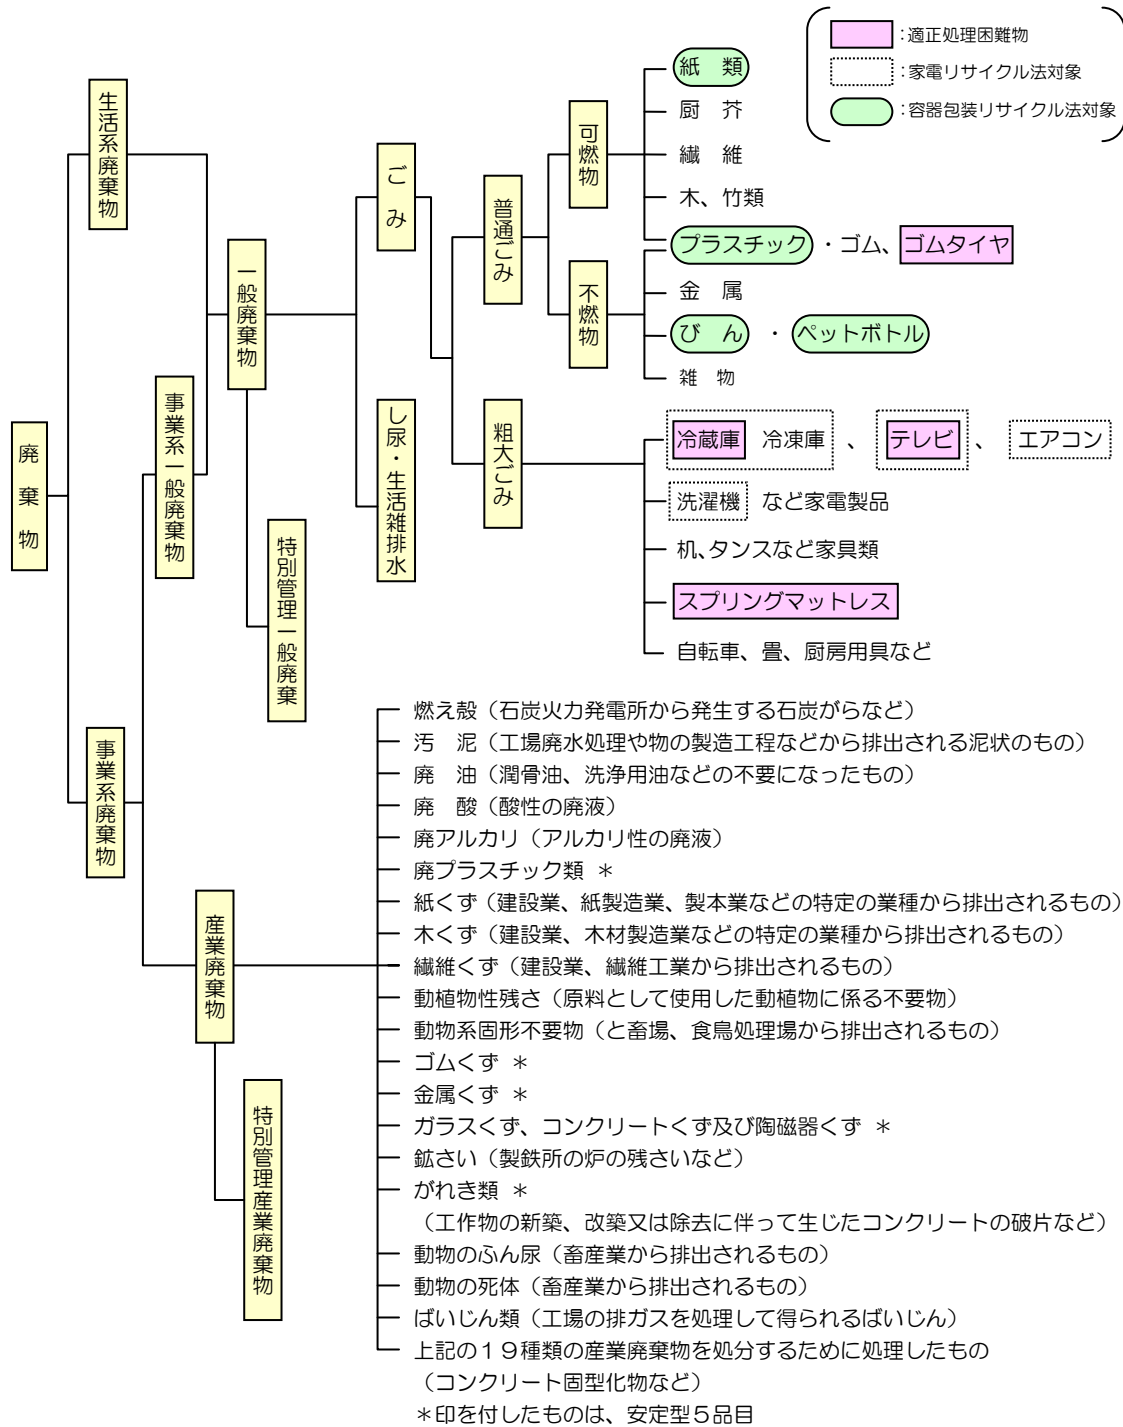 ：適正処理困難物
：家電リサイクル法対象
：容器包装リサイクル法対象
廃棄物
生活系廃棄物
事業系廃棄物
事業系一般廃棄物
一般廃棄物
特別管理一般廃棄
産業廃棄物
特別管理産業廃棄物
ごみ
し尿・生活雑排水
普通ごみ
粗大ごみ
可燃物
不燃物
紙　類
厨　芥
繊　維
木、竹類
プラスチック・ゴム、ゴムタイヤ
金　属
びん　・　ペットボトル
雑　物
冷蔵庫　冷凍庫　、　テレビ　、　エアコン
洗濯機　など家電製品
机、タンスなど家具類
スプリングマットレス
自転車、畳、厨房用具など
燃え殻（石炭火力発電所から発生する石炭がらなど）
汚　泥（工場廃水処理や物の製造工程などから排出される泥状のもの）
廃　油（潤骨油、洗浄用油などの不要になったもの）
廃　酸（酸性の廃液）
廃アルカリ（アルカリ性の廃液）
廃プラスチック類 ＊
紙くず（建設業、紙製造業、製本業などの特定の業種から排出されるもの）
木くず（建設業、木材製造業などの特定の業種から排出されるもの）
繊維くず（建設業、繊維工業から排出されるもの）
動植物性残さ（原料として使用した動植物に係る不要物）
動物系固形不要物（と畜場、食鳥処理場から排出されるもの）
ゴムくず ＊
金属くず ＊
ガラスくず、コンクリートくず及び陶磁器くず ＊
鉱さい（製鉄所の炉の残さいなど）
がれき類 ＊
（工作物の新築、改築又は除去に伴って生じたコンクリートの破片など）
動物のふん尿（畜産業から排出されるもの）
動物の死体（畜産業から排出されるもの）
ばいじん類（工場の排ガスを処理して得られるばいじん）
上記の１９種類の産業廃棄物を処分するために処理したもの
（コンクリート固型化物など）
＊印を付したものは、安定型５品目